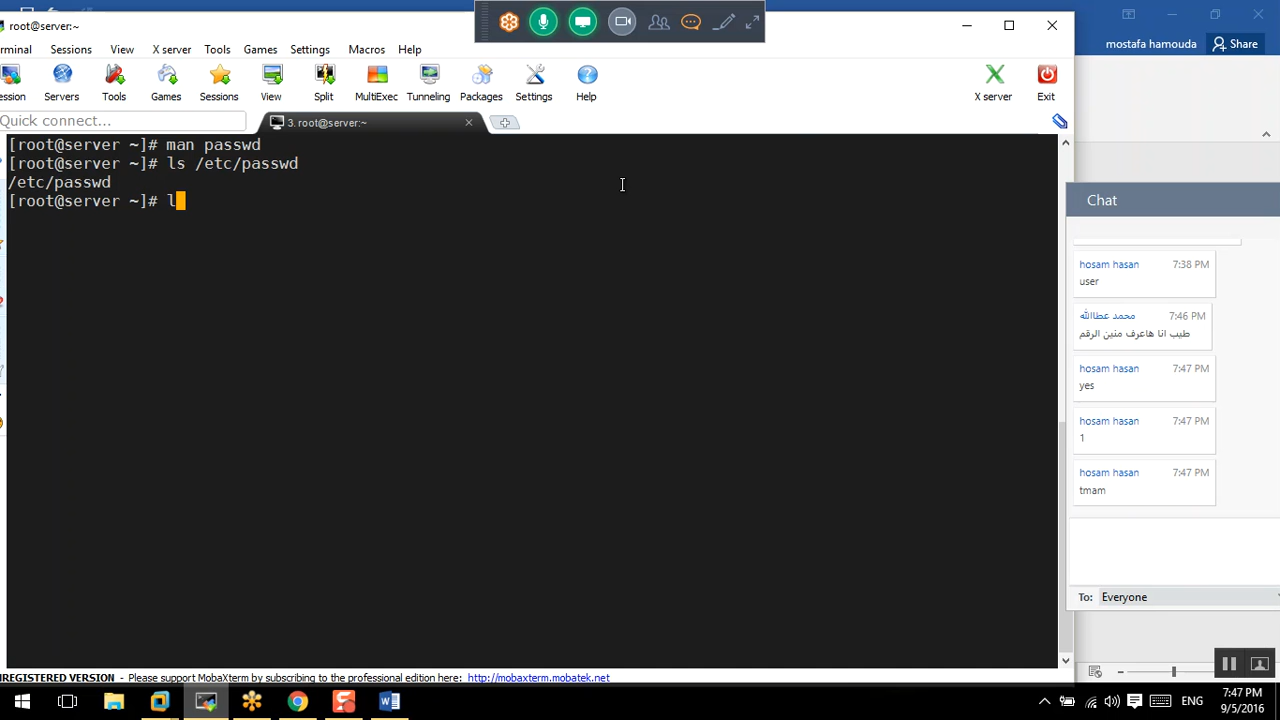 root@server:~
mostafa hamouda
Share
rminal Sessions View X server Tools Games Settings Macros Help
ession Servers Tools Games Sessions View Split MultiExec Tunneling Packages Settings Help X server Exit
Quick connect...
3. root@server:~
[root@server ~]# man passwd
[root@server ~]# ls /etc/passwd
/etc/passwd
[root@server ~]# l
Chat
hosam hasan 7:38 PM
user
محمد عطاالله 7:46 PM
طيب انا هاعرف منين الرقم
hosam hasan 7:47 PM
yes
hosam hasan 7:47 PM
1
hosam hasan 7:47 PM
tmam
To: Everyone
NREGISTERED VERSION - Please support MobaXterm by subscribing to the professional edition here: http://mobaxterm.mobatek.net
ENG
7:47 PM
9/5/2016